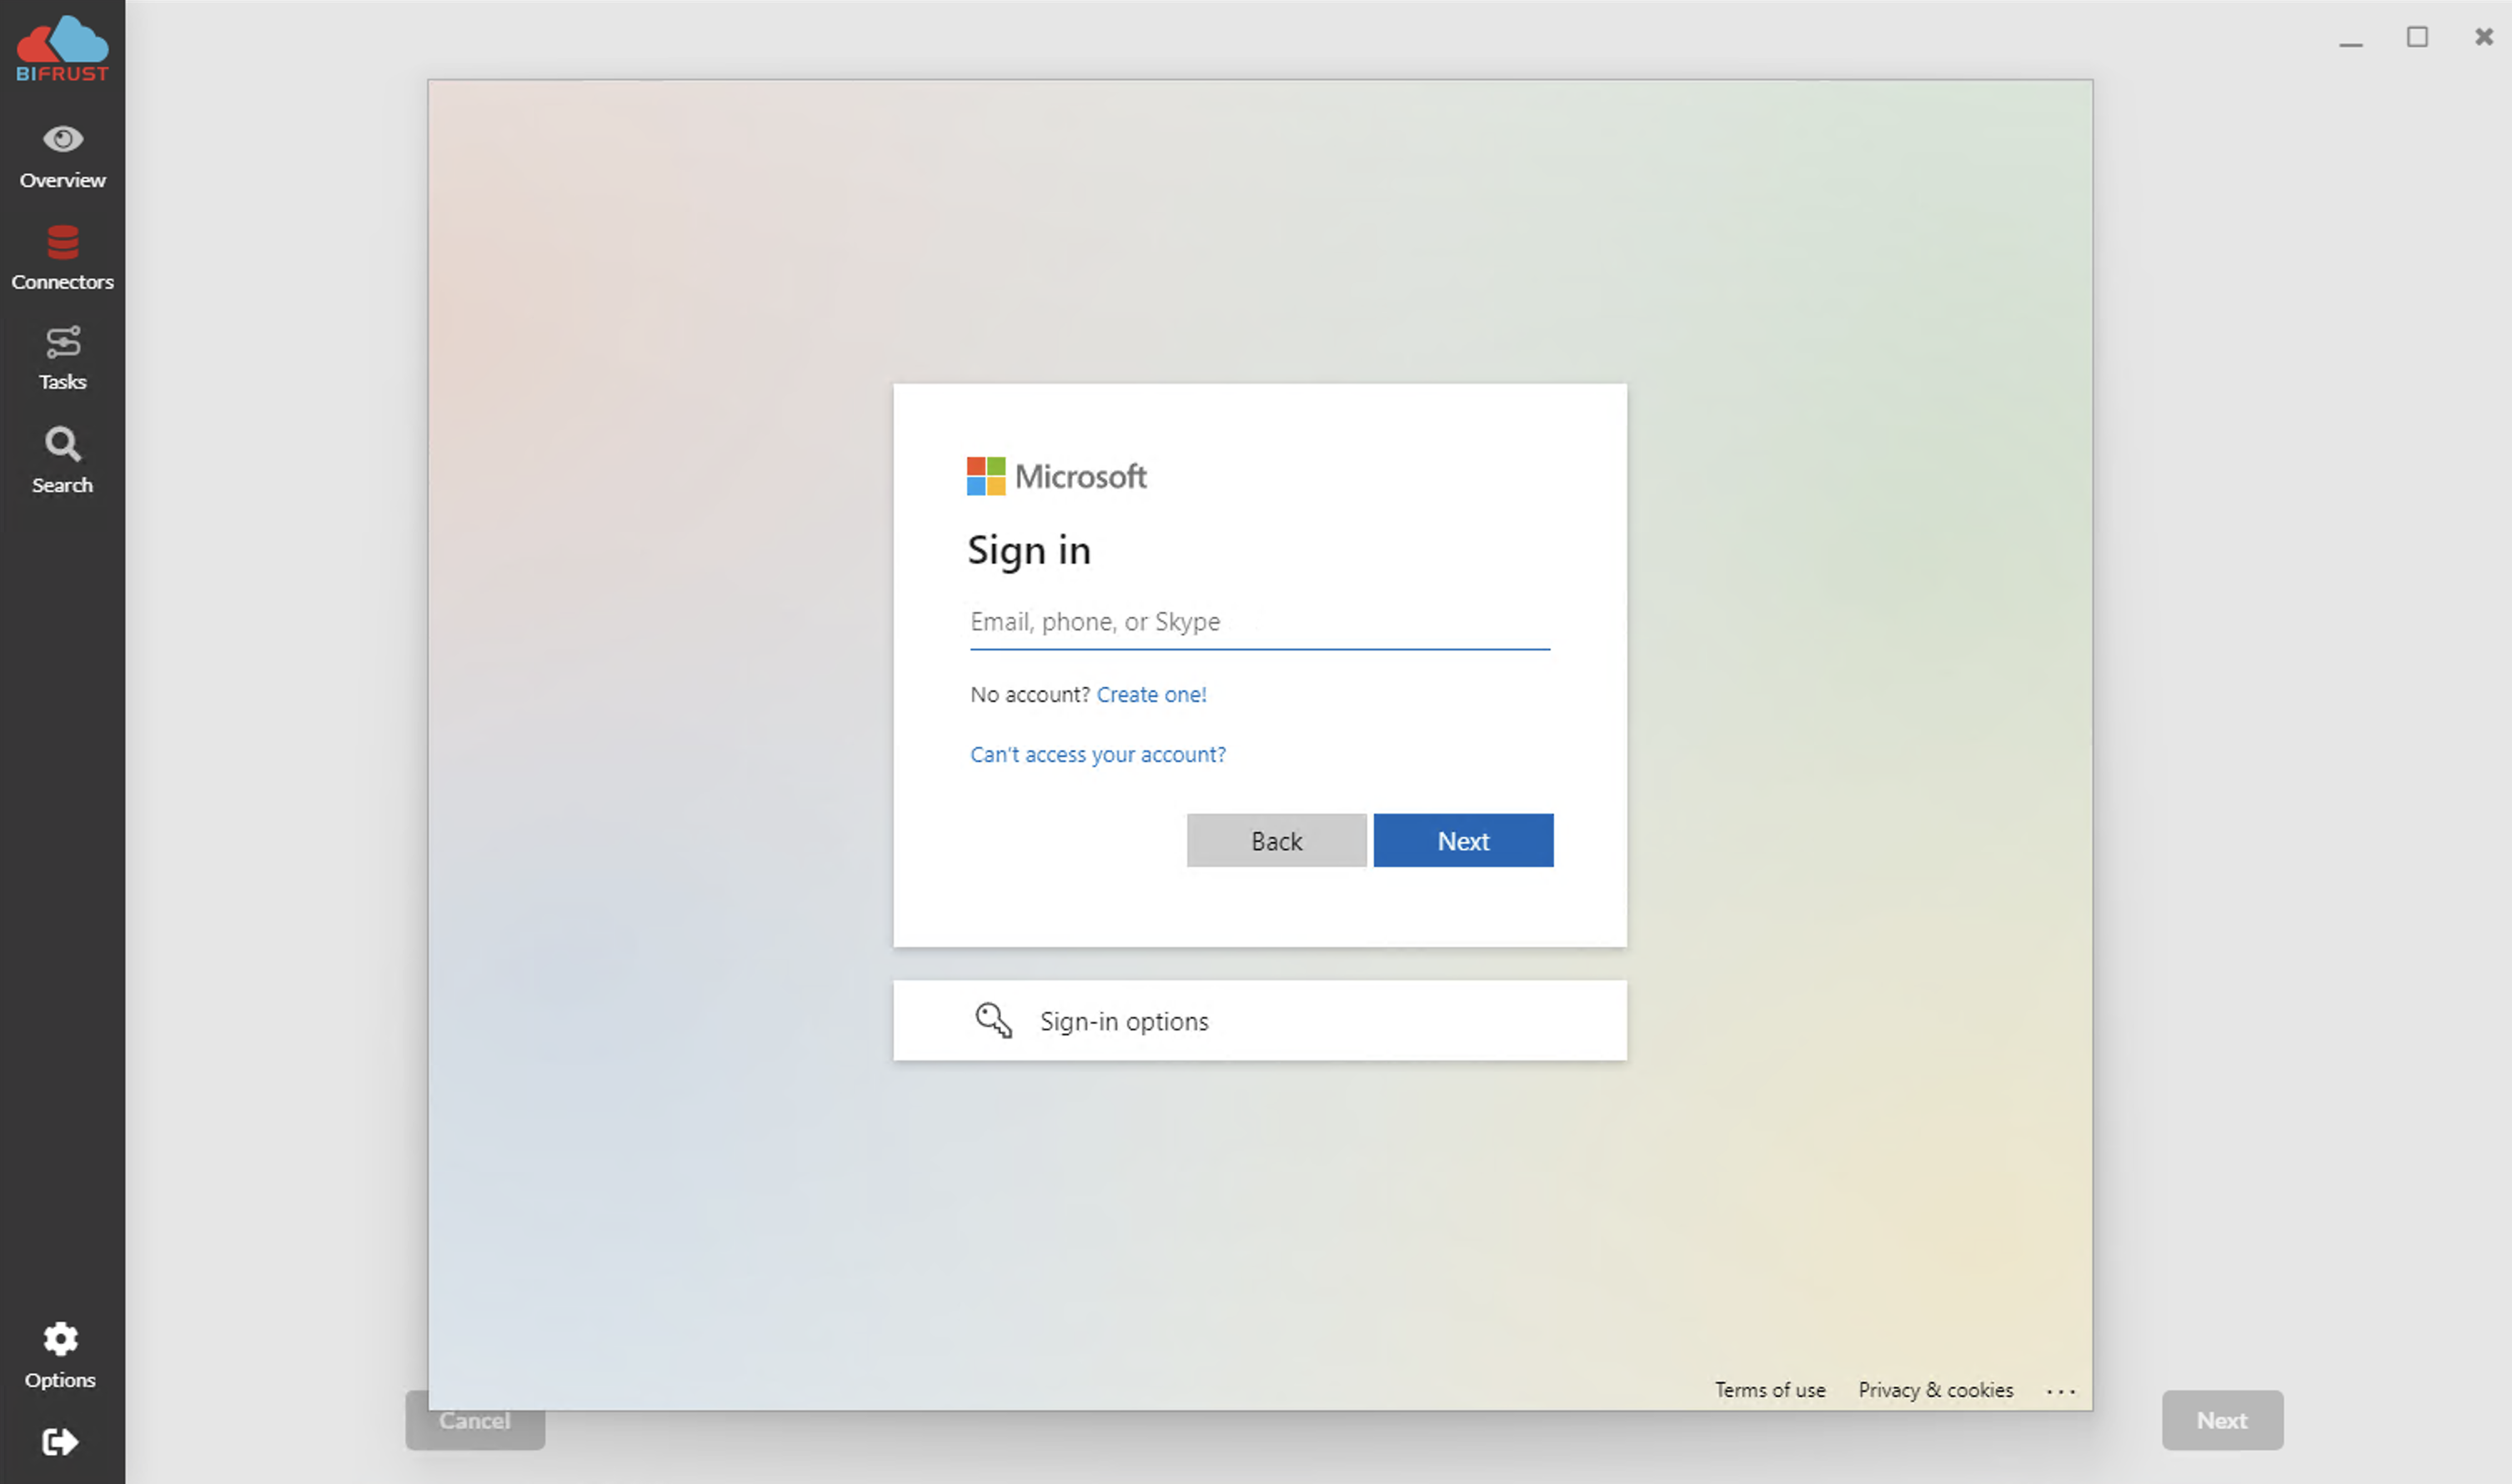 BIFRUST
Overview
Connectors
Tasks
Search
Options
Microsoft
Sign in
Email, phone, or Skype
No account? Create one!
Can't access your account?
Back
Next
Sign-in options
Terms of use
Privacy & cookies
...
Cancel
Next